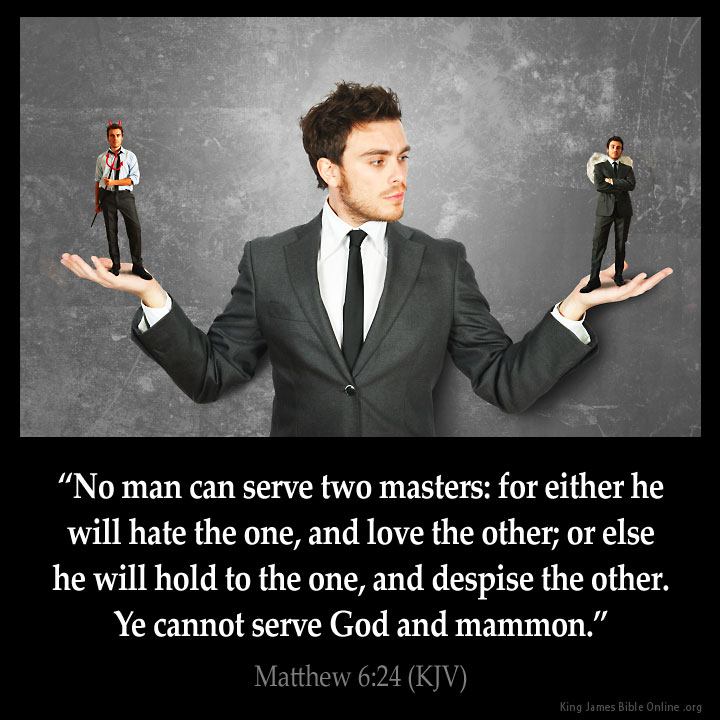 “No man can serve two masters: for either he
will hate the one, and love the other; or else
he will hold to the one, and despise the other.
Ye cannot serve God and mammon.”
Matthew 6:24 (KJV)
King James Bible Online .org